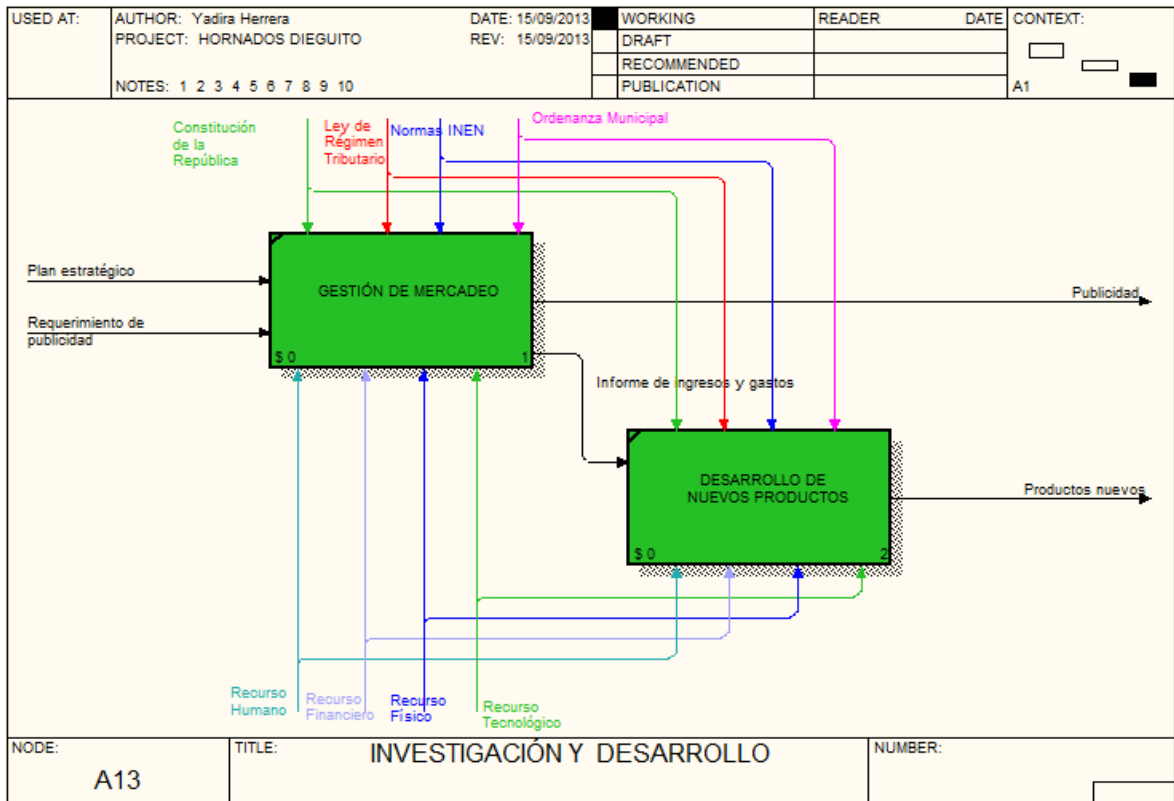 USED AT:
AUTHOR: Yadira Herrera
DATE: 15/09/2013
PROJECT: HORNADOS DIEGUITO
REV: 15/09/2013
NOTES: 1 2 3 4 5 6 7 8 9 10
WORKING
DRAFT
RECOMMENDED
PUBLICATION
READER
DATE
CONTEXT:
A1
Constitución
de la
República
Ley de
Régimen
Tributario
Normas INEN
Ordenanza Municipal
Plan estratégico
Requerimiento de
publicidad
GESTIÓN DE MERCADEO
$ 0
1
Publicidad
Informe de ingresos y gastos
DESARROLLO DE
NUEVOS PRODUCTOS
$ 0
2
Productos nuevos
Recurso
Humano
Recurso
Financiero
Recurso
Físico
Recurso
Tecnológico
NODE:
A13
TITLE:
INVESTIGACIÓN Y DESARROLLO
NUMBER: